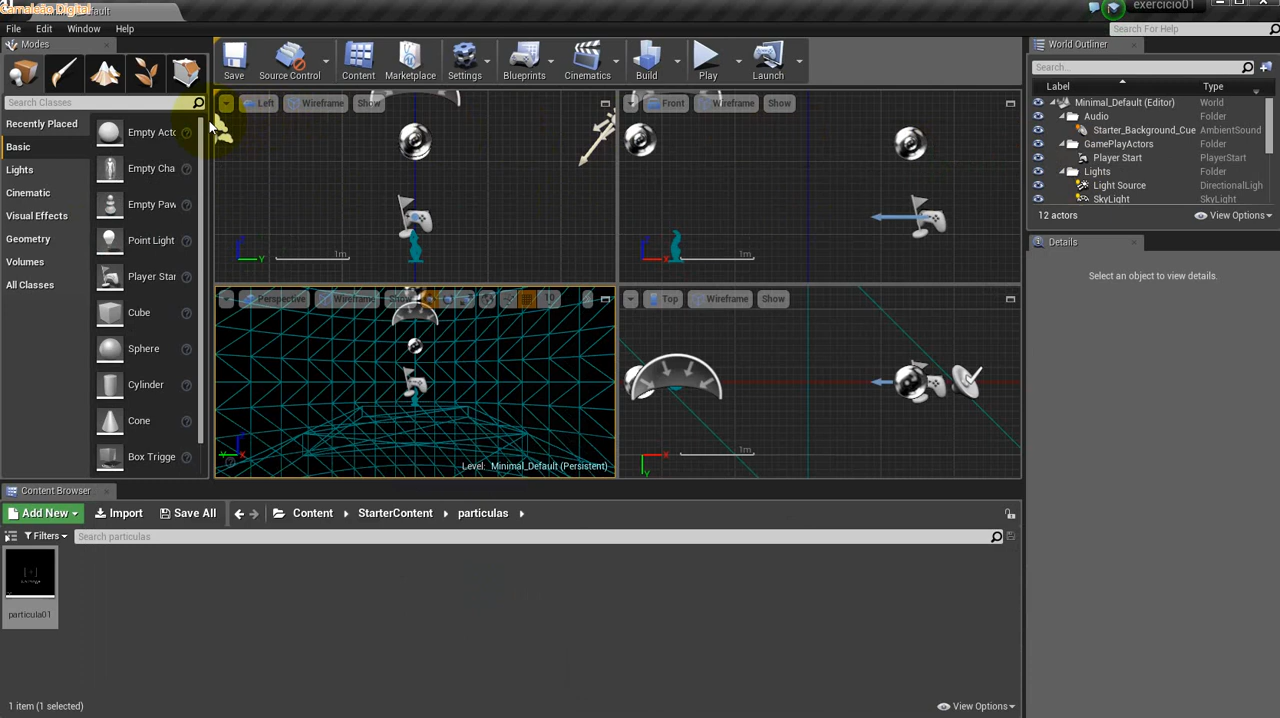 Camaleão Digital
exercicio01
File Edit Window Help
Search For Help
Modes
World Outliner
Save
Source Control
Content
Marketplace
Settings
Blueprints
Cinematics
Build
Play
Launch
Search...
Label Type
Search Classes
Recently Placed
Basic
Lights
Cinematic
Visual Effects
Geometry
Volumes
All Classes
Empty Acto
Empty Cha
Empty Paw
Point Light
Player Star
Cube
Sphere
Cylinder
Cone
Box Trigge
Left Wireframe Show
Y
1m
Front Wireframe Show
X
1m
Perspective Wireframe Show 10
Y X
Level: Minimal_Default (Persistent)
Top Wireframe Show
X
Y
1m
Minimal_Default (Editor) World
Audio Folder
Starter_Background_Cue AmbientSound
GamePlayActors Folder
Player Start PlayerStart
Lights Folder
Light Source DirectionalLigh
SkyLight SkyLight
12 actors View Options
Details
Select an object to view details.
Content Browser
Add New Import Save All Content StarterContent particulas
Filters Search particulas
particula01
1 item (1 selected) View Options